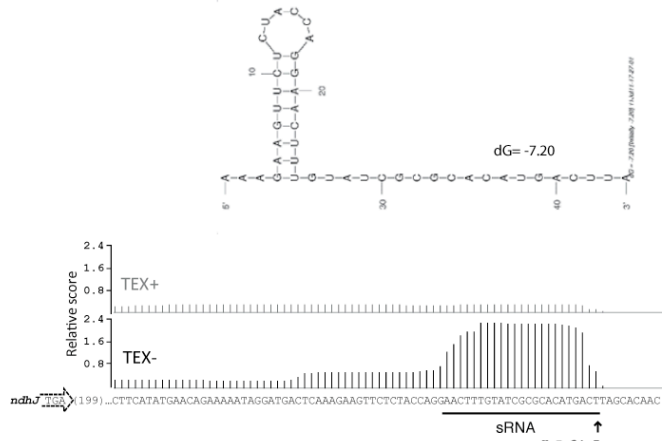 U A C
C C
U A
10 C G
U G
U A 20
G A
A C
A U
U
U
dG= -7.20
A A A G U G U A U C G C G C A C A U G A C U U A
5' 30 40 3'
Relative score
2.4
1.6
0.8
TEX+
2.4
1.6
0.8
TEX-
ndhJ TGA (199)...CTTCATATGAACAGAAAAATAGGATGACTCAAAGAAGTTCTCTACCAGGAACTTTGTATCGCGCACATGACTTAGCACAAC
sRNA